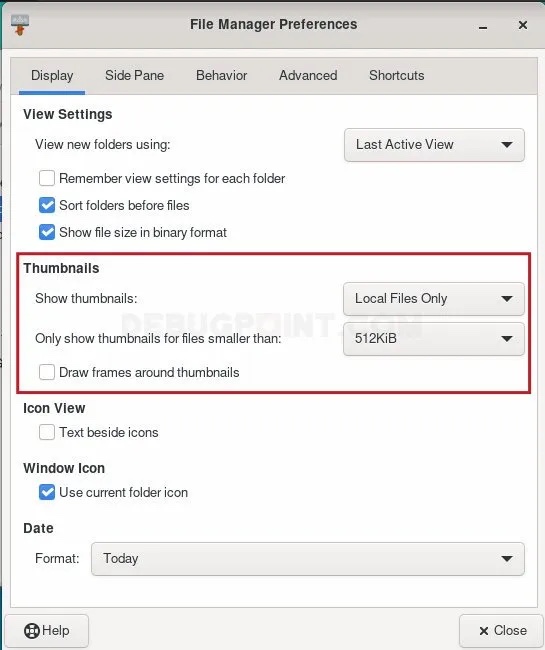 File Manager Preferences
Display Side Pane Behavior Advanced Shortcuts
View Settings
View new folders using: Last Active View
Remember view settings for each folder
Sort folders before files
Show file size in binary format
Thumbnails
Show thumbnails: Local Files Only
DEBUGPOINT.COM
Only show thumbnails for files smaller than: 512KiB
Draw frames around thumbnails
Icon View
Text beside icons
Window Icon
Use current folder icon
Date
Format: Today
Help Close